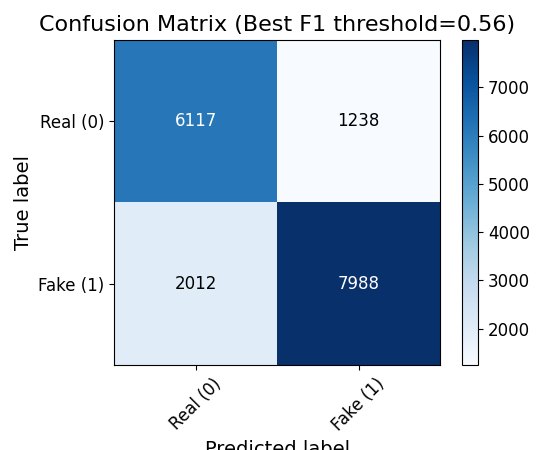 Confusion Matrix (Best F1 threshold=0.56)
True label
Real (0)
6117
1238
Fake (1)
2012
7988
Real (0)
Fake (1)
Predicted label
7000
6000
5000
4000
3000
2000